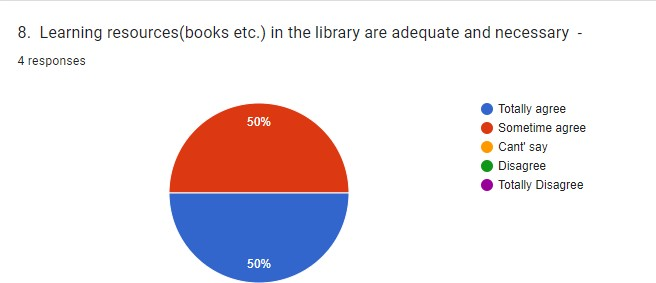 8. Learning resources(books etc.) in the library are adequate and necessary -
4 responses
50%
50%
Totally agree
Sometime agree
Cant' say
Disagree
Totally Disagree